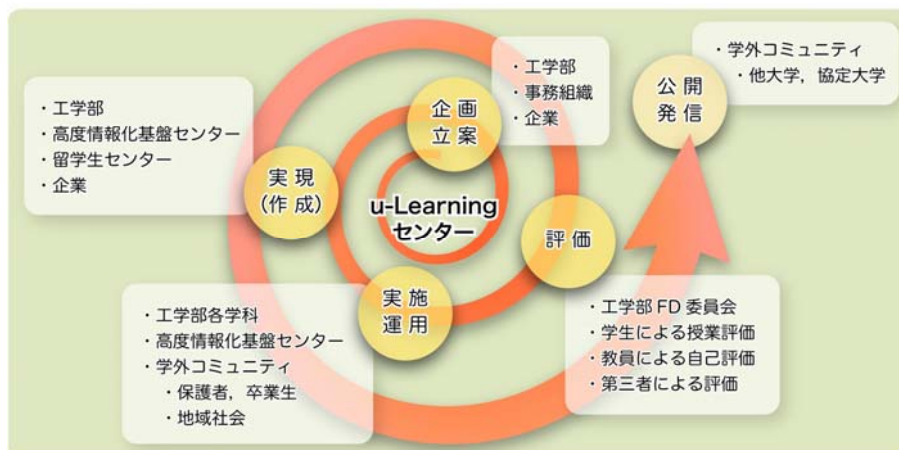 企画
立案
・工学部
・事務組織
・企業
公開
発信
・学外コミュニティ
・他大学，協定大学
・工学部
・高度情報化基盤センター
・留学生センター
・企業
実現
（作成）
u-Learning
センター
評価
実施
運用
・工学部各学科
・高度情報化基盤センター
・学外コミュニティ
・保護者，卒業生
・地域社会
・工学部 FD 委員会
・学生による授業評価
・教員による自己評価
・第三者による評価